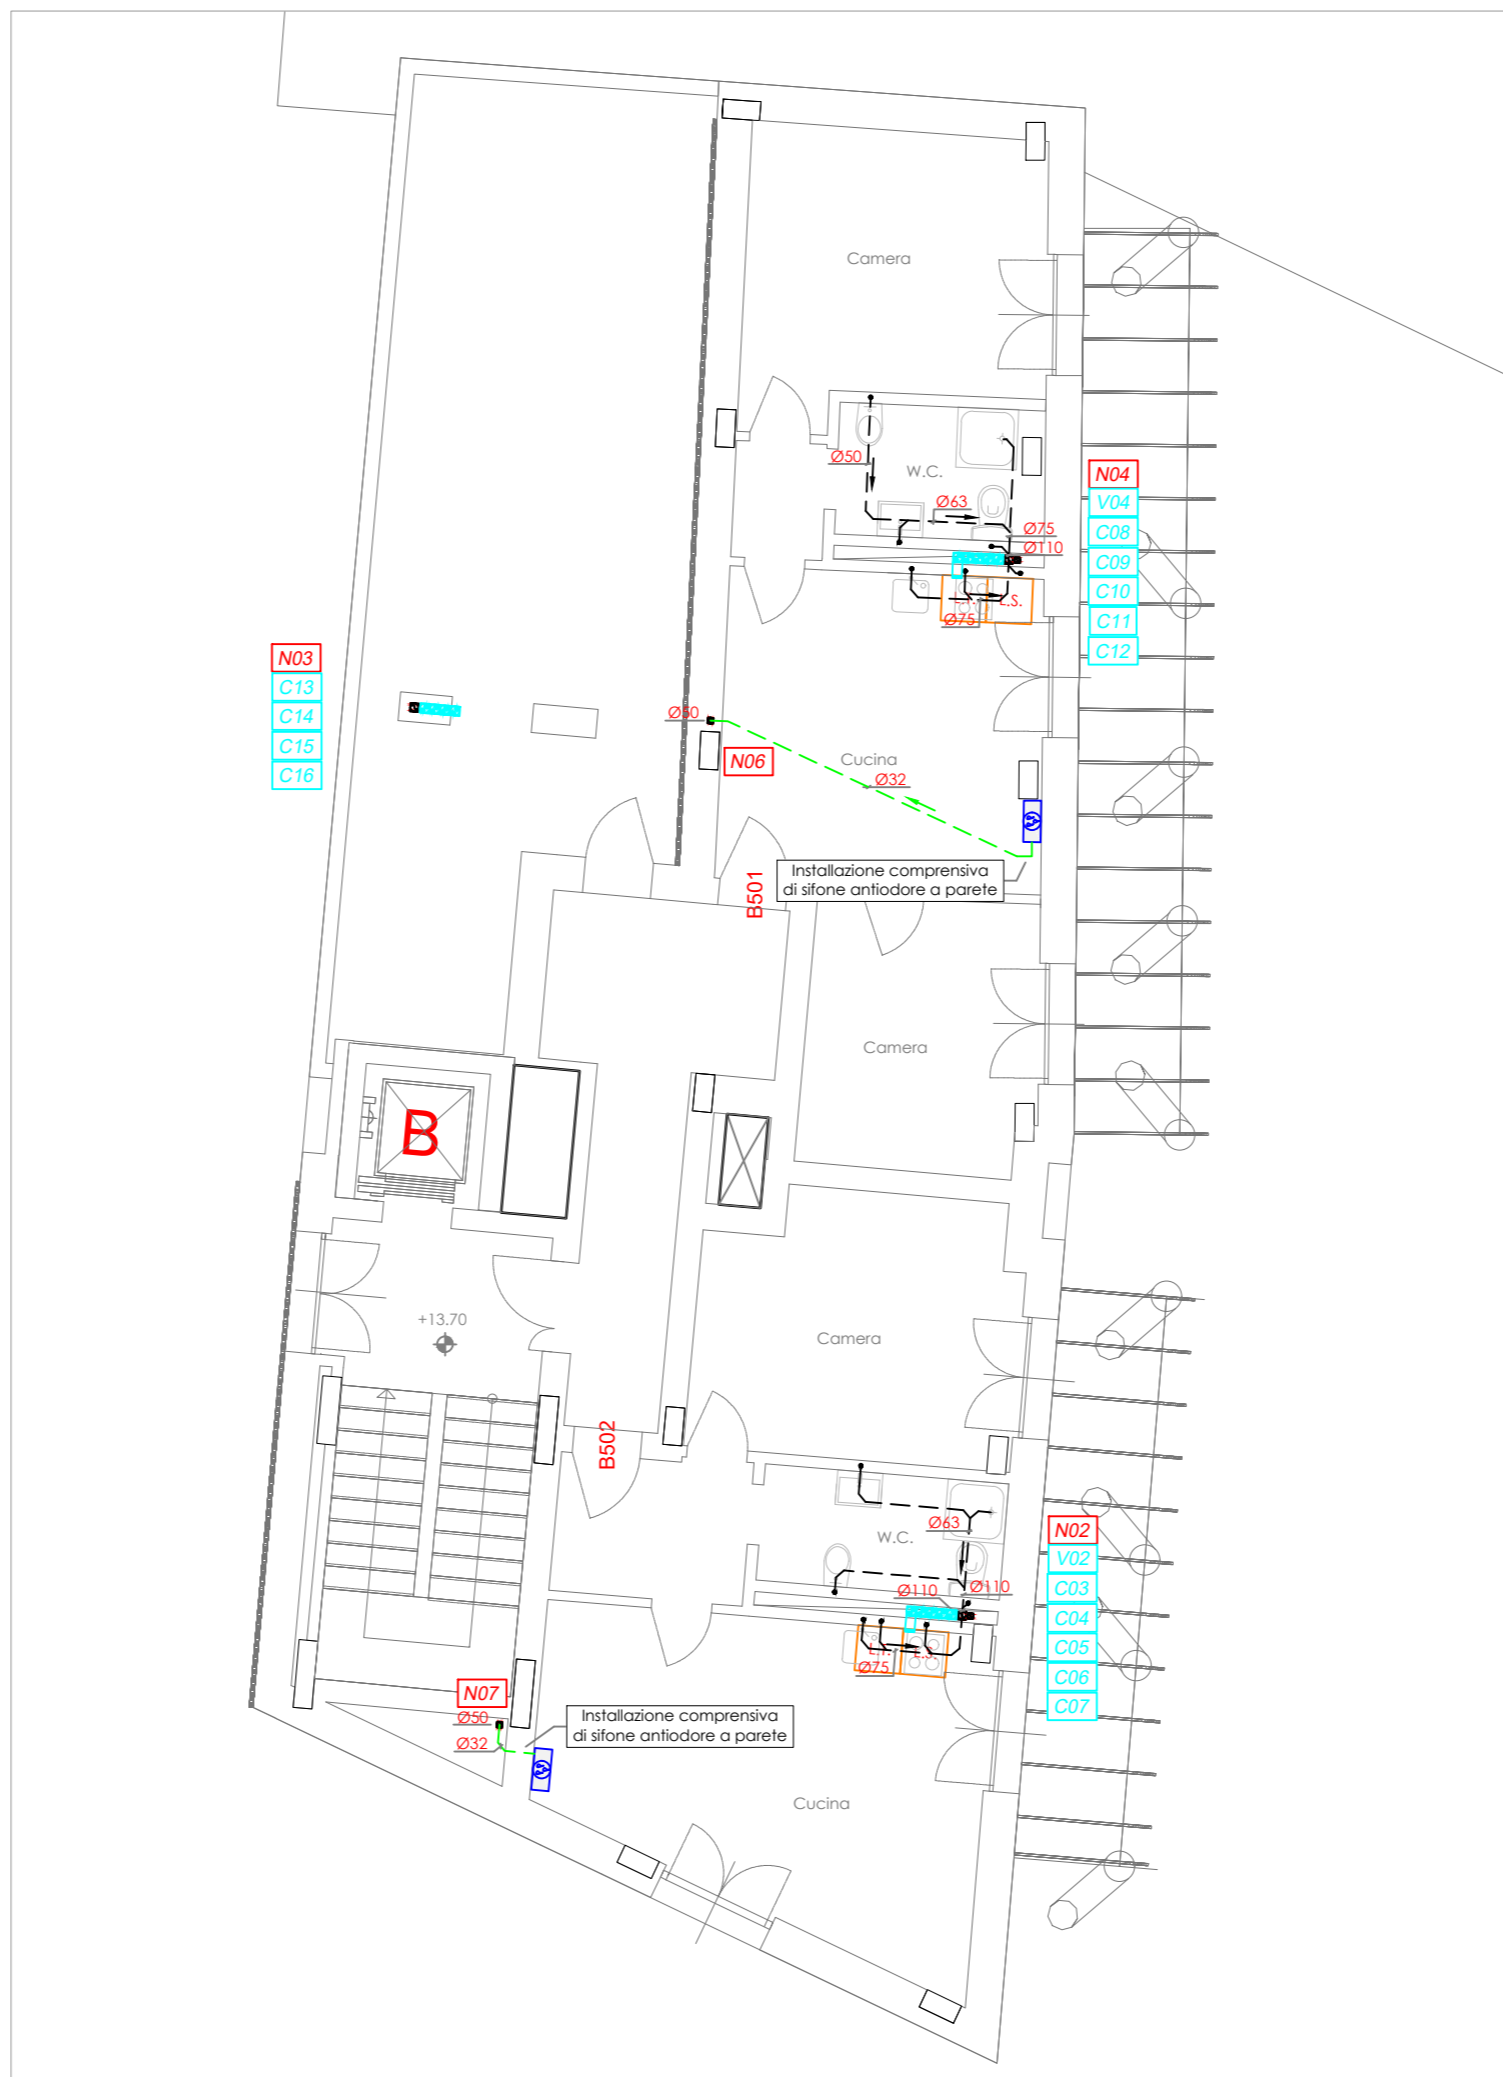 Camera
Ø50
W.C.
Ø63
Ø75
Ø110
N04
V04
C08
C09
C10
C11
C12
L.S.
Ø75
N03
C13
C14
C15
C16
Ø50
N06
Cucina
Ø32
Installazione comprensiva
di sifone antiodore a parete
B501
Camera
B
+13.70
Camera
B502
Ø63
W.C.
Ø110
Ø110
N02
V02
C03
C04
C05
C06
C07
L.T.
L.S.
Ø75
N07
Ø50
Ø32
Installazione comprensiva
di sifone antiodore a parete
Cucina